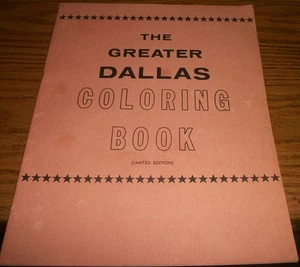 THE
GREATER
DALLAS
COLORING
BOOK
(LIMITED EDITION)